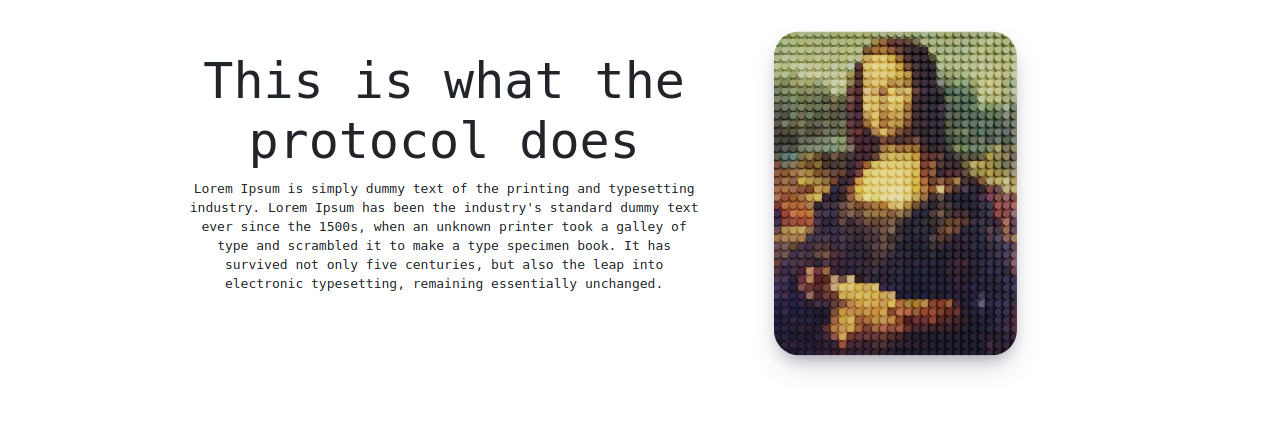 This is what the
protocol does
Lorem Ipsum is simply dummy text of the printing and typesetting
industry. Lorem Ipsum has been the industry's standard dummy text
ever since the 1500s, when an unknown printer took a galley of
type and scrambled it to make a type specimen book. It has
survived not only five centuries, but also the leap into
electronic typesetting, remaining essentially unchanged.